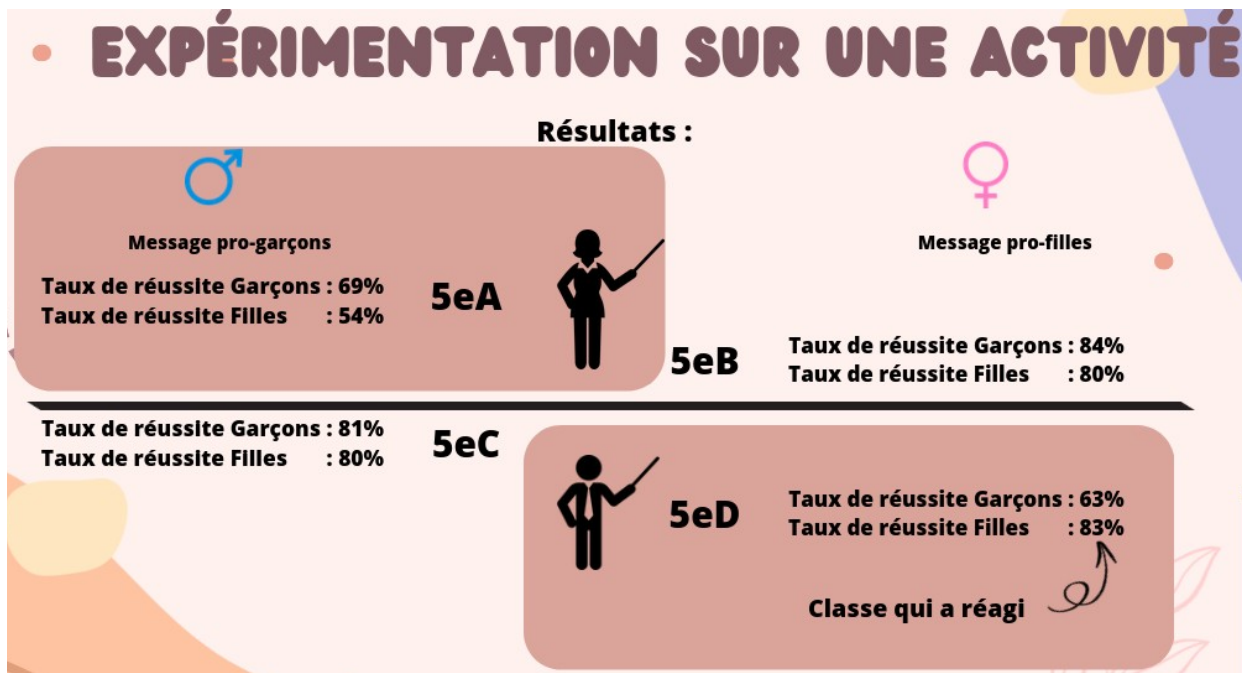 EXPÉRIMENTATION SUR UNE ACTIVITÉ
Résultats :
Message pro-garçons
Taux de réussite Garçons : 69%
Taux de réussite Filles : 54%
5eA
Message pro-filles
5eB
Taux de réussite Garçons : 84%
Taux de réussite Filles : 80%
Taux de réussite Garçons : 81%
Taux de réussite Filles : 80%
5eC
5eD
Taux de réussite Garçons : 63%
Taux de réussite Filles : 83%
Classe qui a réagi